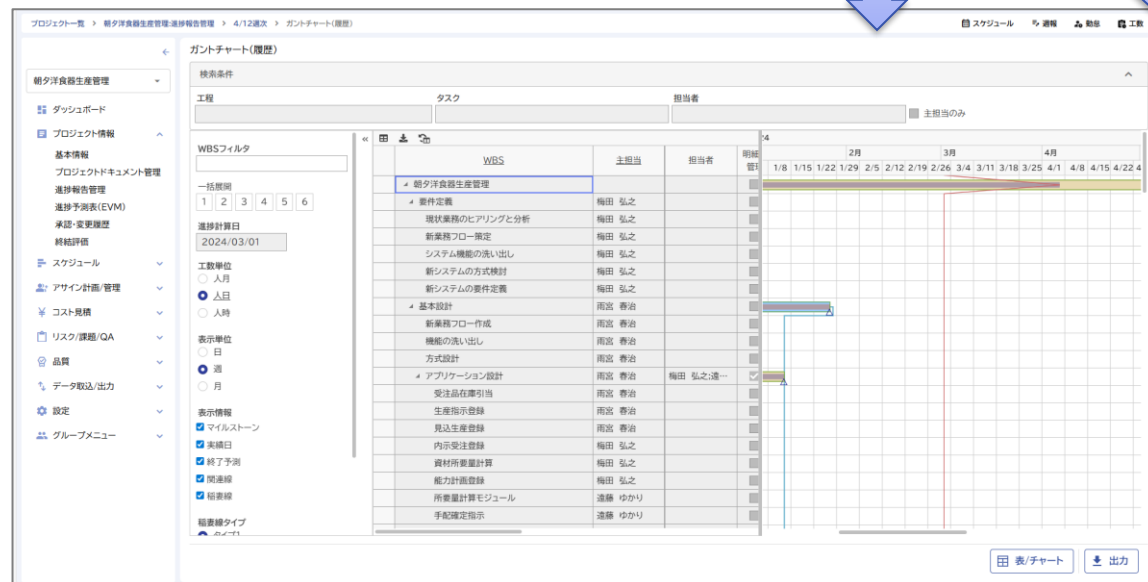 プロジェクト一覧 > 朝夕洋食器生産管理:進捗報告管理 > 4/12週次 > ガントチャート(履歴)
スケジュール 週報 勤怠 工数
ガントチャート(履歴)
朝夕洋食器生産管理
ダッシュボード
プロジェクト情報
基本情報
プロジェクトドキュメント管理
進捗報告管理
進捗予測表(EVM)
承認・変更履歴
終結評価
スケジュール
アサイン計画/管理
コスト見積
リスク/課題/QA
品質
データ取込/出力
設定
グループメニュー
検索条件
工程 タスク 担当者
主担当のみ
WBSフィルタ
一括展開
1 2 3 4 5 6
進捗計算日
2024/03/01
工数単位
人月
人日
人時
表示単位
日
週
月
表示情報
マイルストーン
実績日
終了予測
関連線
稲妻線
稲妻線タイプ
WBS 主担当 担当者
朝夕洋食器生産管理
要件定義 梅田 弘之
現状業務のヒアリングと分析 梅田 弘之
新業務フロー策定 梅田 弘之
システム機能の洗い出し 梅田 弘之
新システムの方式検討 梅田 弘之
新システムの要件定義 梅田 弘之
基本設計 雨宮 春治
新業務フロー作成 雨宮 春治
機能の洗い出し 雨宮 春治
方式設計 雨宮 春治
アプリケーション設計 雨宮 春治 梅田 弘之;遠…
受注品在庫引当 雨宮 春治
生産指示登録 雨宮 春治
見込生産登録 雨宮 春治
内示受注登録 梅田 弘之
資材所要量計算 梅田 弘之
能力計画登録 梅田 弘之
所要量計算モジュール 遠藤 ゆかり
手配確定指示 遠藤 ゆかり
2月 3月 4月
1/8 1/15 1/22 1/29 2/5 2/12 2/19 2/26 3/4 3/11 3/18 3/25 4/1 4/8 4/15 4/22
表/チャート 出力